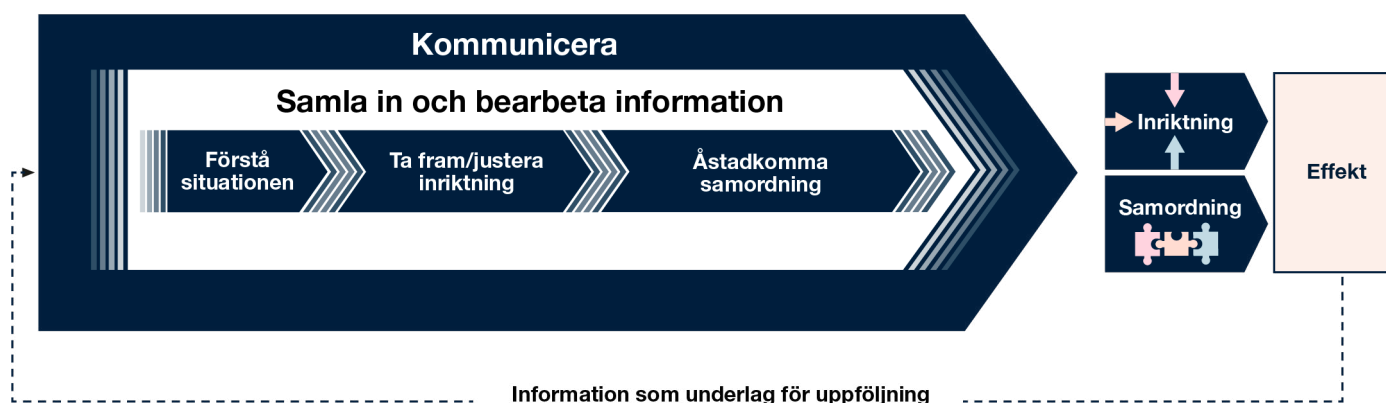 Kommunicera
Samla in och bearbeta information
Förstå
situationen
Ta fram/justera
inriktning
Åstadkomma
samordning
Inriktning
Samordning
Effekt
Information som underlag för uppföljning